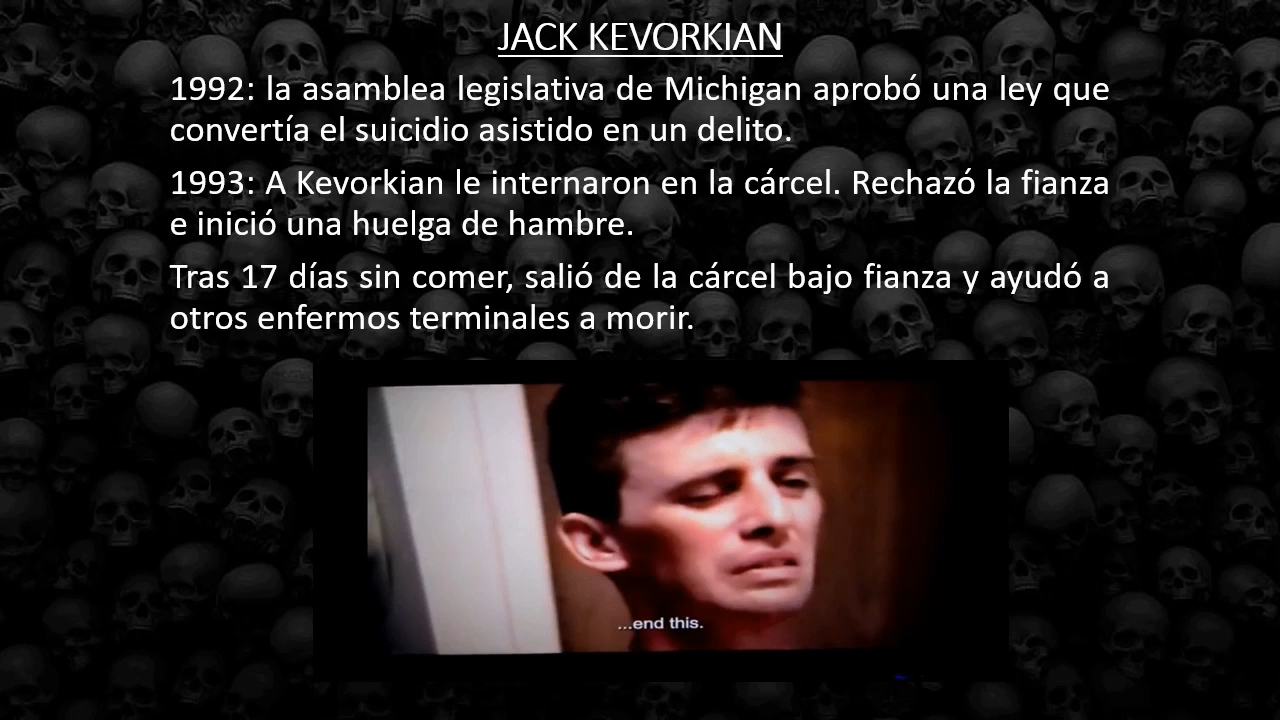 JACK KEVORKIAN
1992: la asamblea legislativa de Michigan aprobó una ley que
convertía el suicidio asistido en un delito.
1993: A Kevorkian le internaron en la cárcel. Rechazó la fianza
e inició una huelga de hambre.
Tras 17 días sin comer, salió de la cárcel bajo fianza y ayudó a
otros enfermos terminales a morir.
...end this.